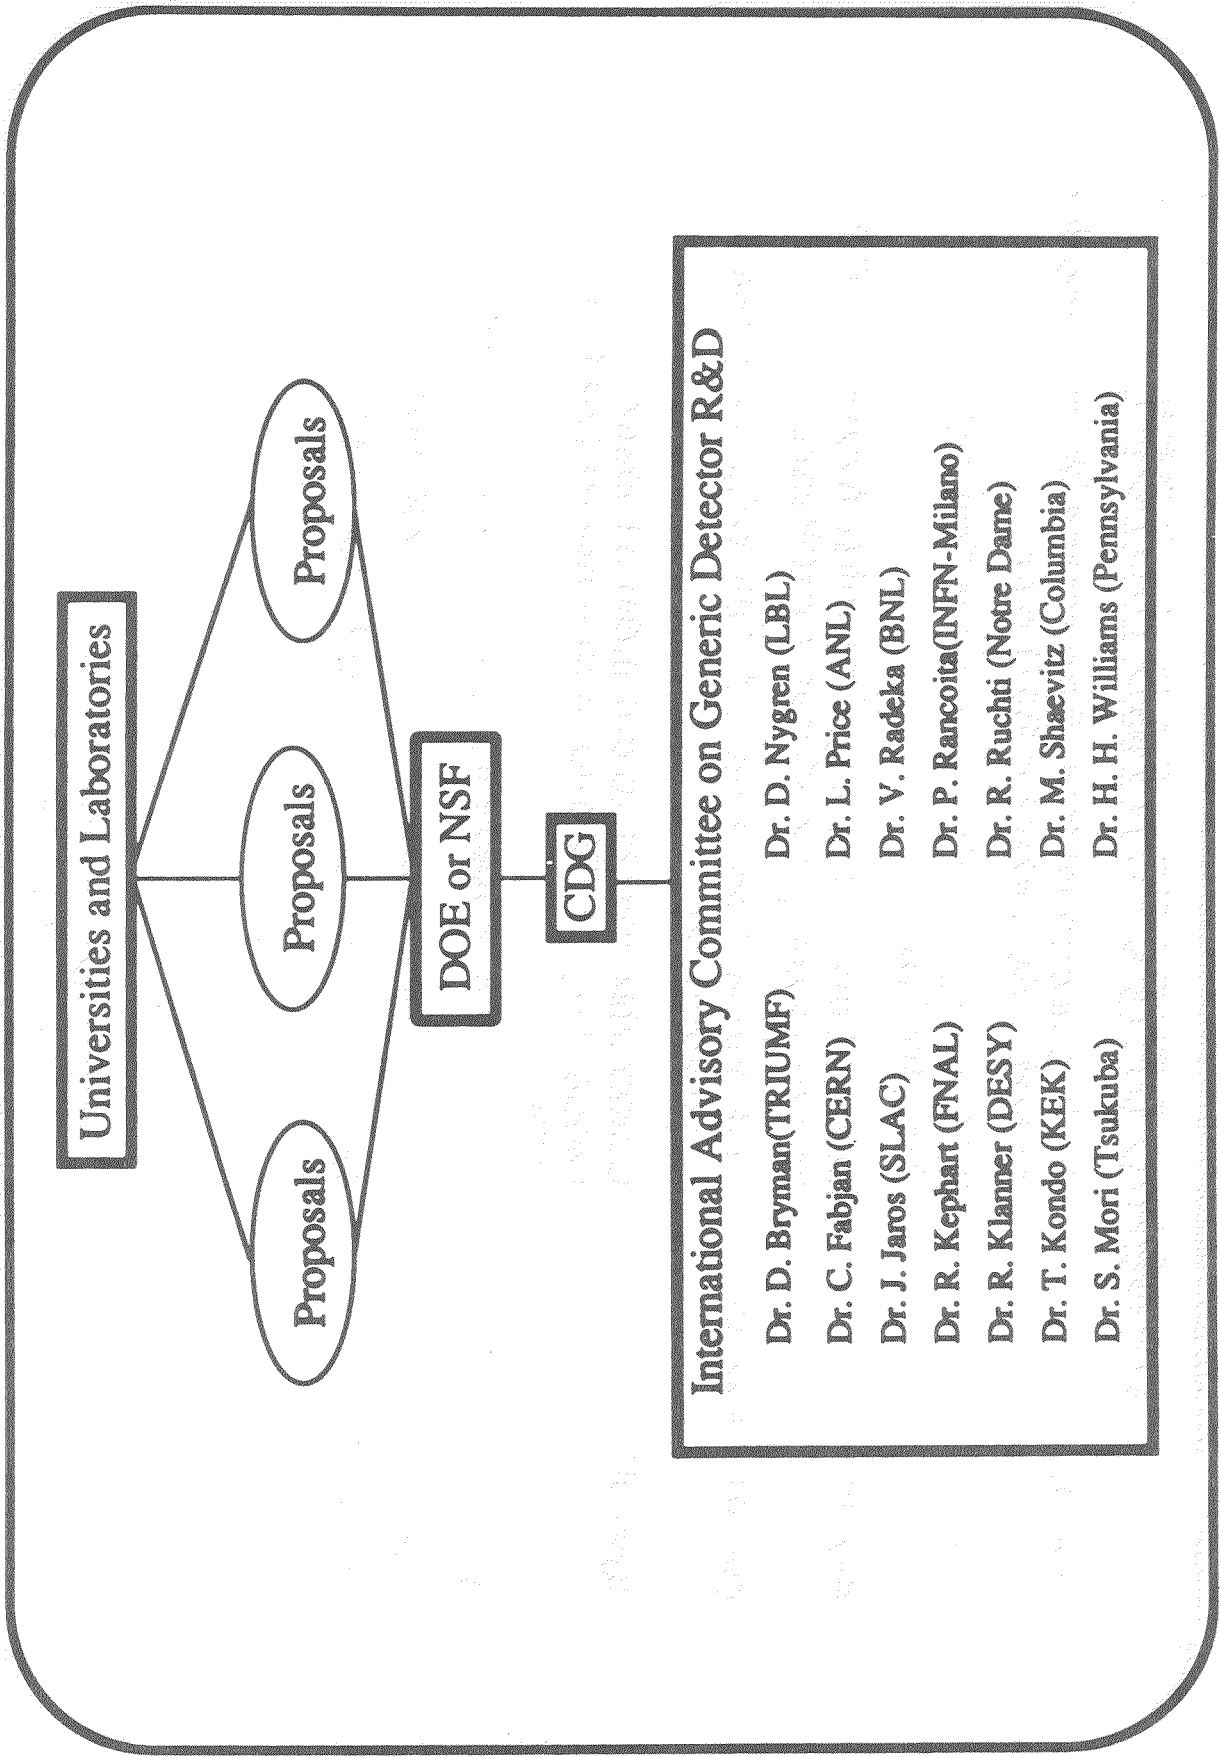 Universities and Laboratories
Proposals
Proposals
Proposals
DOE or NSF
CDG
International Advisory Committee on Generic Detector R&D
Dr. D. Bryman(TRIUMF)
Dr. C. Fabjan (CERN)
Dr. J. Jaros (SLAC)
Dr. R. Kephart (FNAL)
Dr. R. Klanner (DESY)
Dr. T. Kondo (KEK)
Dr. S. Mori (Tsukuba)
Dr. D. Nygren (LBL)
Dr. L. Price (ANL)
Dr. V. Radeka (BNL)
Dr. P. Rancoita(INFN-Milano)
Dr. R. Ruchti (Notre Dame)
Dr. M. Shaevitz (Columbia)
Dr. H. H. Williams (Pennsylvania)